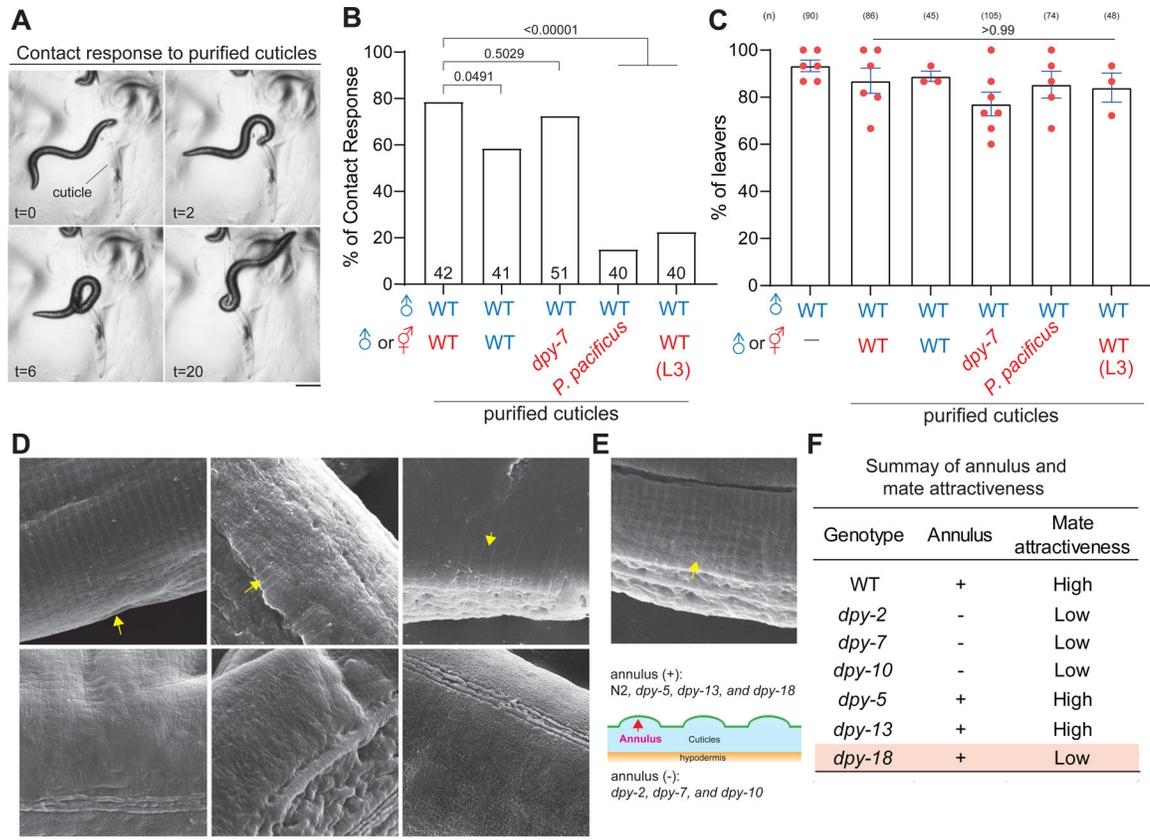 A
Contact response to purified cuticles
cuticle
t=0
t=2
t=6
t=20
B
% of Contact Response
100
80
60
40
20
0
<0.00001
0.5029
0.0491
42 41 51 40 40
♂ WT WT WT WT WT
♂ or ⚥ WT WT dpy-7 P. pacificus WT (L3)
purified cuticles
C
% of leavers
(n) (90) (86) (45) (105) (74) (48)
>0.99
100
80
60
40
20
0
♂ WT WT WT WT WT WT
♂ or ⚥ — WT WT dpy-7 P. pacificus WT (L3)
purified cuticles
D
E
annulus (+):
N2, dpy-5, dpy-13, and dpy-18
Annulus
Cuticles
hypodermis
annulus (-):
dpy-2, dpy-7, and dpy-10
F
Summay of annulus and
mate attractiveness
Genotype Annulus Mate attractiveness
WT + High
dpy-2 - Low
dpy-7 - Low
dpy-10 - Low
dpy-5 + High
dpy-13 + High
dpy-18 + Low